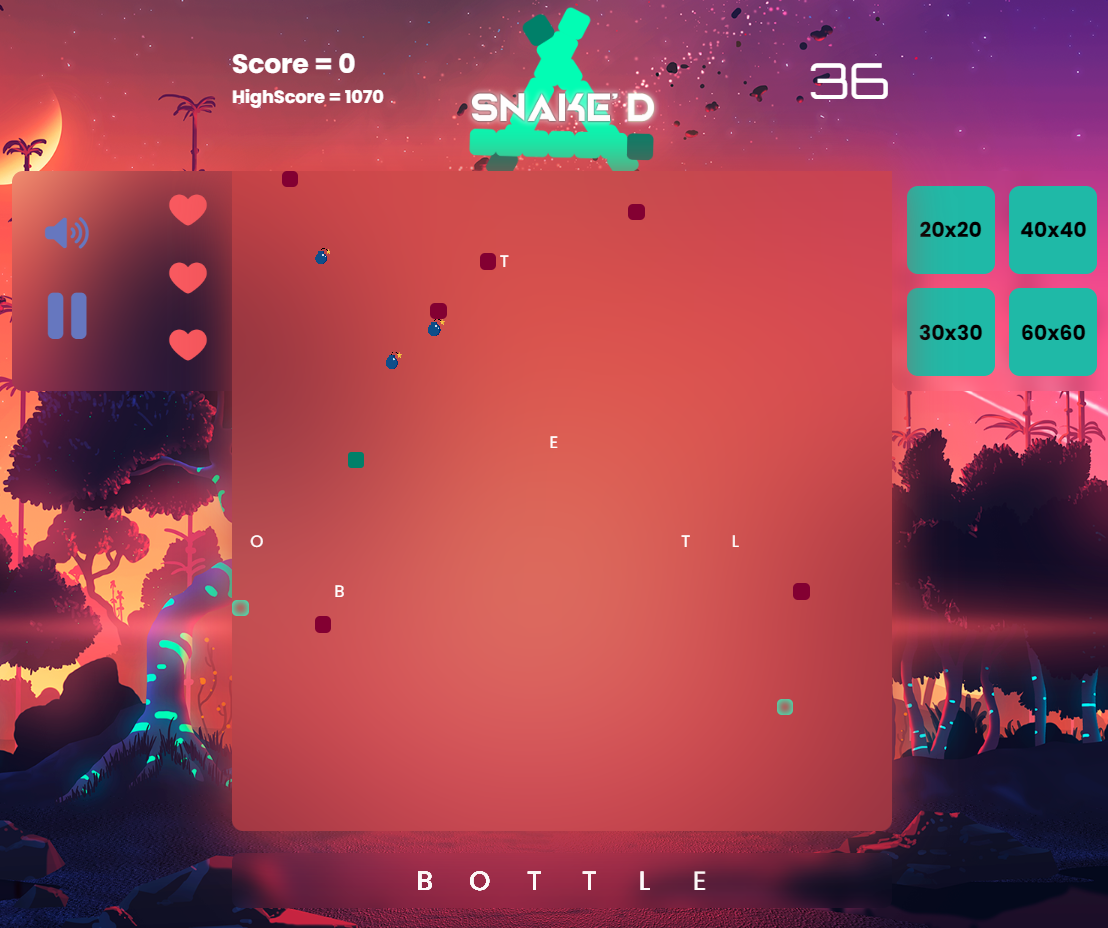 Score = 0
HighScore = 1070
SNAKE'D
36
20x20 40x40
30x30 60x60
T
E
O T L
B
B O T T L E